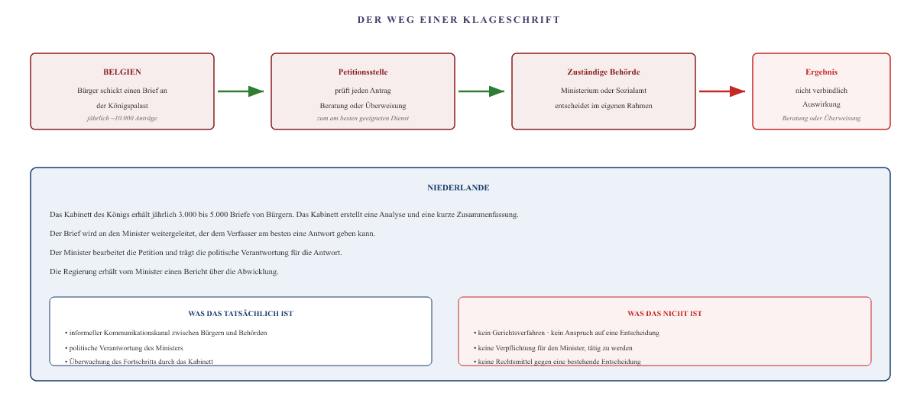 DER WEG EINER KLAGESCHRIFT
BELGIEN
Bürger schickt einen Brief an
der Königspalast
jährlich ~10.000 Anträge
Petitionsstelle
prüft jeden Antrag
Beratung oder Überweisung
zum am besten geeigneten Dienst
Zuständige Behörde
Ministerium oder Sozialamt
entscheidet im eigenen Rahmen
Ergebnis
nicht verbindlich
Auswirkung
Beratung oder Überweisung
NIEDERLANDE
Das Kabinett des Königs erhält jährlich 3.000 bis 5.000 Briefe von Bürgern. Das Kabinett erstellt eine Analyse und eine kurze Zusammenfassung.
Der Brief wird an den Minister weitergeleitet, der dem Verfasser am besten eine Antwort geben kann.
Der Minister bearbeitet die Petition und trägt die politische Verantwortung für die Antwort.
Die Regierung erhält vom Minister einen Bericht über die Abwicklung.
WAS DAS TATSÄCHLICH IST
• informeller Kommunikationskanal zwischen Bürgern und Behörden
• politische Verantwortung des Ministers
• Überwachung des Fortschritts durch das Kabinett
WAS DAS NICHT IST
• kein Gerichtsverfahren · kein Anspruch auf eine Entscheidung
• keine Verpflichtung für den Minister, tätig zu werden
• keine Rechtsmittel gegen eine bestehende Entscheidung